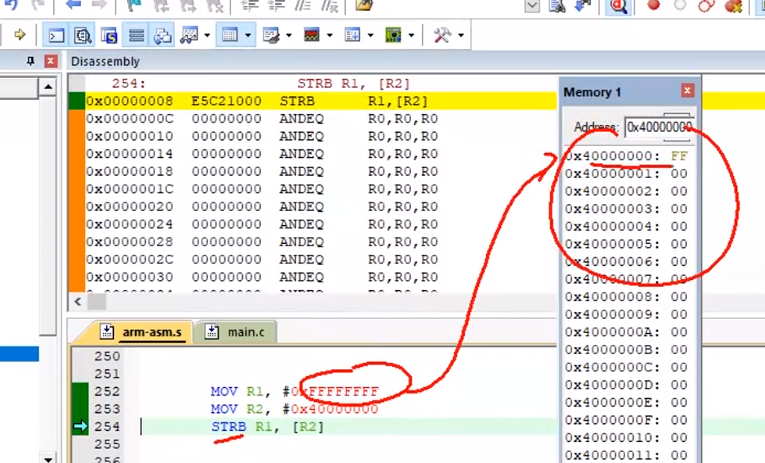 Disassembly
254: STRB R1, [R2]
0x00000008 E5C21000 STRB R1,[R2]
0x0000000C 00000000 ANDEQ R0,R0,R0
0x00000010 00000000 ANDEQ R0,R0,R0
0x00000014 00000000 ANDEQ R0,R0,R0
0x00000018 00000000 ANDEQ R0,R0,R0
0x0000001C 00000000 ANDEQ R0,R0,R0
0x00000020 00000000 ANDEQ R0,R0,R0
0x00000024 00000000 ANDEQ R0,R0,R0
0x00000028 00000000 ANDEQ R0,R0,R0
0x0000002C 00000000 ANDEQ R0,R0,R0
0x00000030 00000000 ANDEQ R0,R0,R0
Memory 1
Address: 0x40000000
0x40000000: FF
0x40000001: 00
0x40000002: 00
0x40000003: 00
0x40000004: 00
0x40000005: 00
0x40000006: 00
0x40000007: 00
0x40000008: 00
0x40000009: 00
0x4000000A: 00
0x4000000B: 00
0x4000000C: 00
0x4000000D: 00
0x4000000E: 00
0x4000000F: 00
0x40000010: 00
0x40000011: 00
arm-asm.s
main.c
250
251
252 MOV R1, #0xFFFFFFFF
253 MOV R2, #0x40000000
254 STRB R1, [R2]
255
256